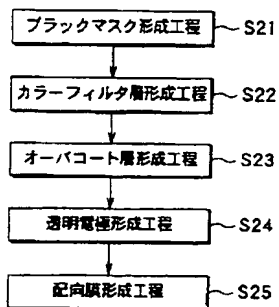 ブラックマスク形成工程 S21
カラーフィルタ層形成工程 S22
オーバコート層形成工程 S23
透明電極形成工程 S24
配向膜形成工程 S25